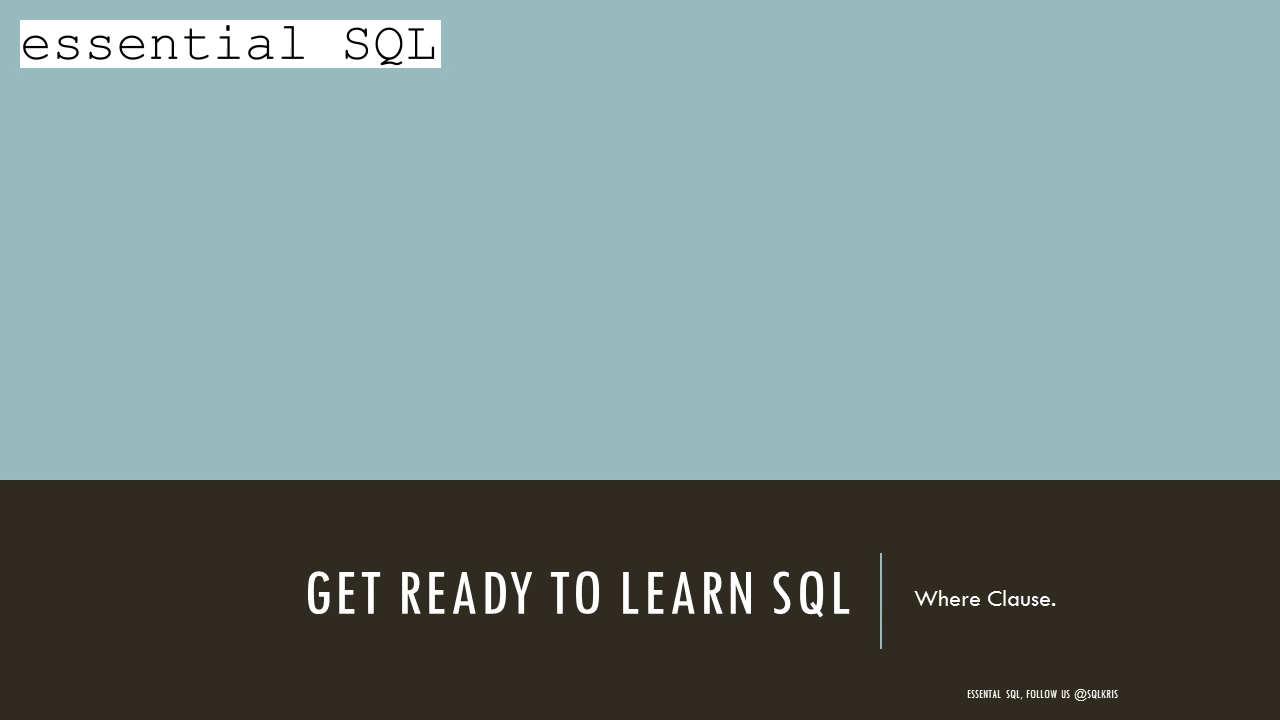 essential SQL
GET READY TO LEARN SQL
Where Clause.
ESSENTAL SQL, FOLLOW US @SQLKRIS